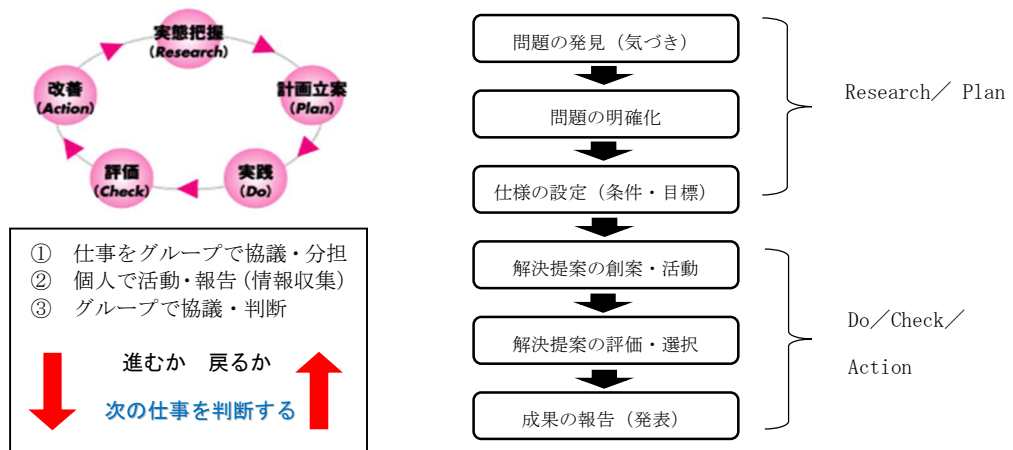 実態把握
(Research)
計画立案
(Plan)
実践
(Do)
評価
(Check)
改善
(Action)
① 仕事をグループで協議・分担
② 個人で活動・報告(情報収集)
③ グループで協議・判断
進むか 戻るか
次の仕事を判断する
問題の発見(気づき)
問題の明確化
仕様の設定(条件・目標)
Research/ Plan
解決提案の創案・活動
解決提案の評価・選択
成果の報告(発表)
Do/Check/
Action